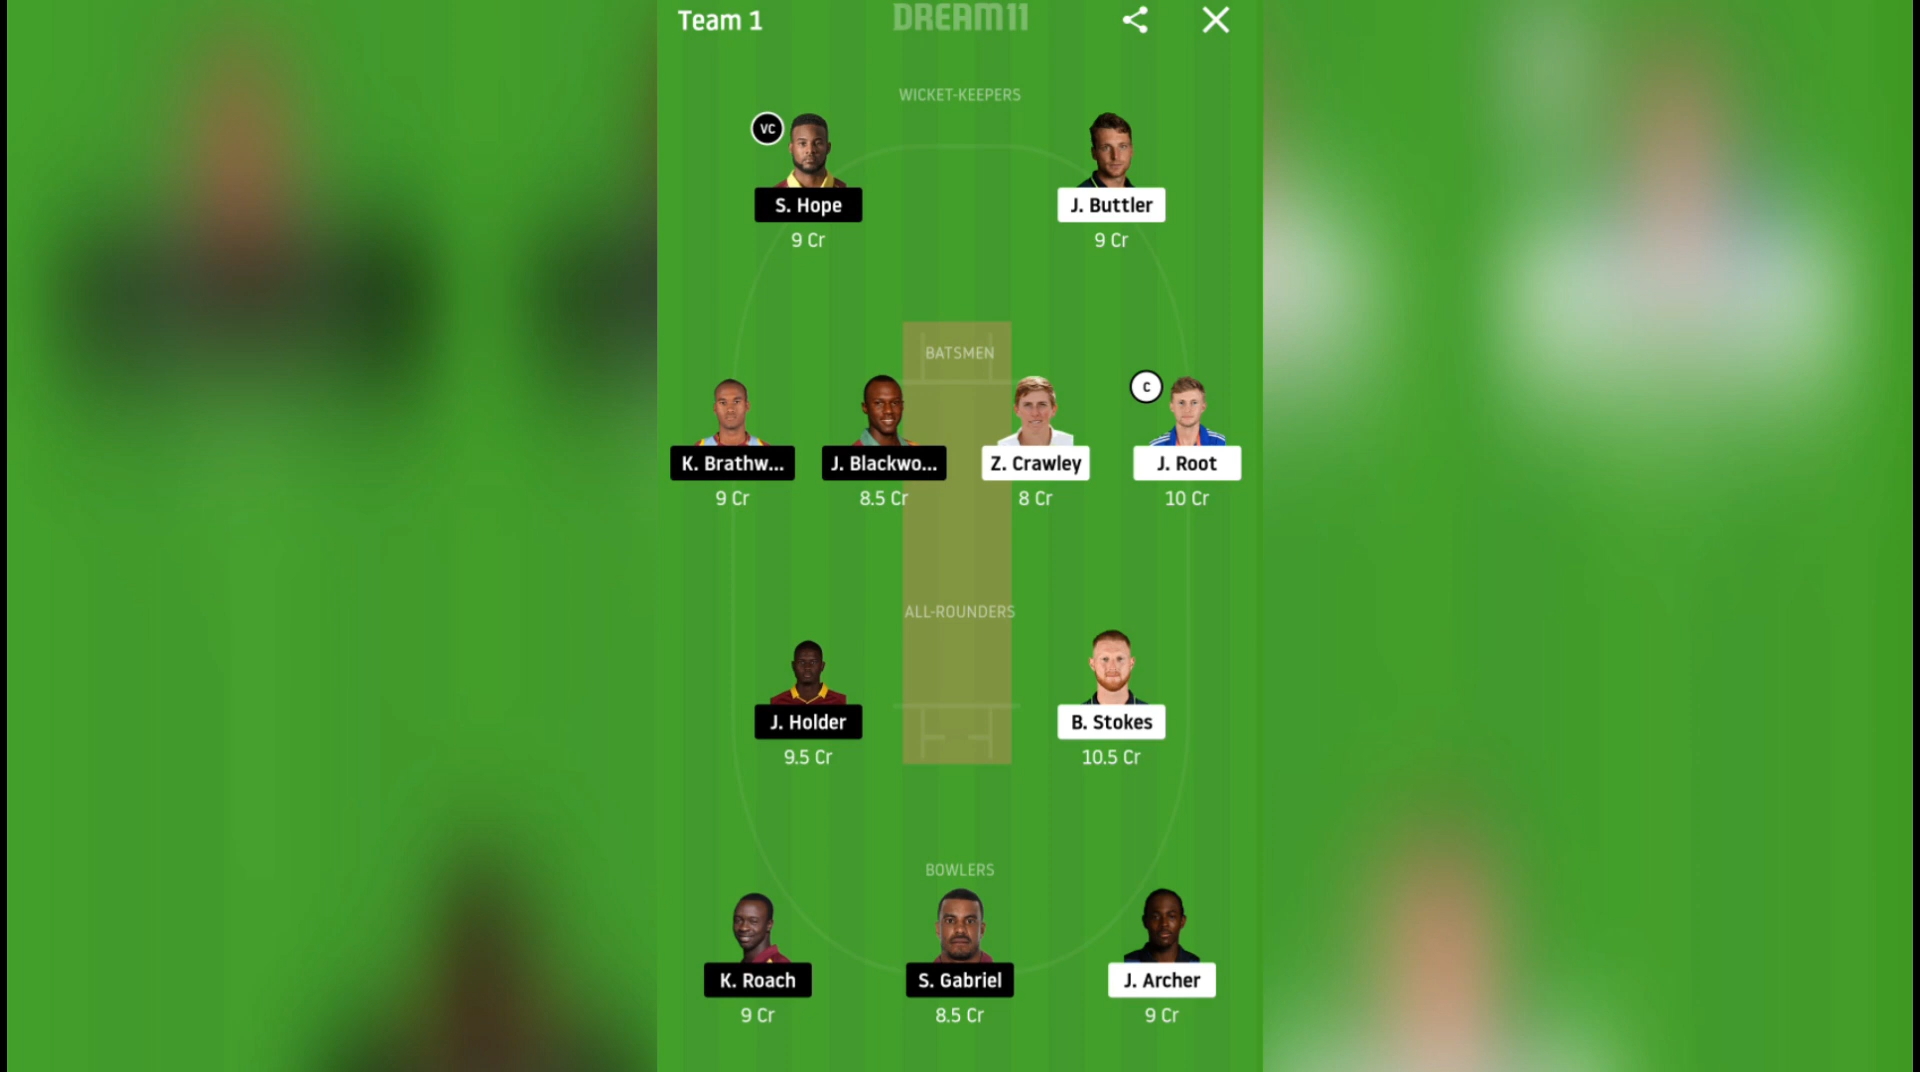 Team 1
DREAM11
WICKET-KEEPERS
VC
S. Hope
J. Buttler
9 Cr
9 Cr
BATSMEN
C
K. Brathw...
J. Blackwo...
Z. Crawley
J. Root
9 Cr
8.5 Cr
8 Cr
10 Cr
ALL-ROUNDERS
J. Holder
B. Stokes
9.5 Cr
10.5 Cr
BOWLERS
K. Roach
S. Gabriel
J. Archer
9 Cr
8.5 Cr
9 Cr